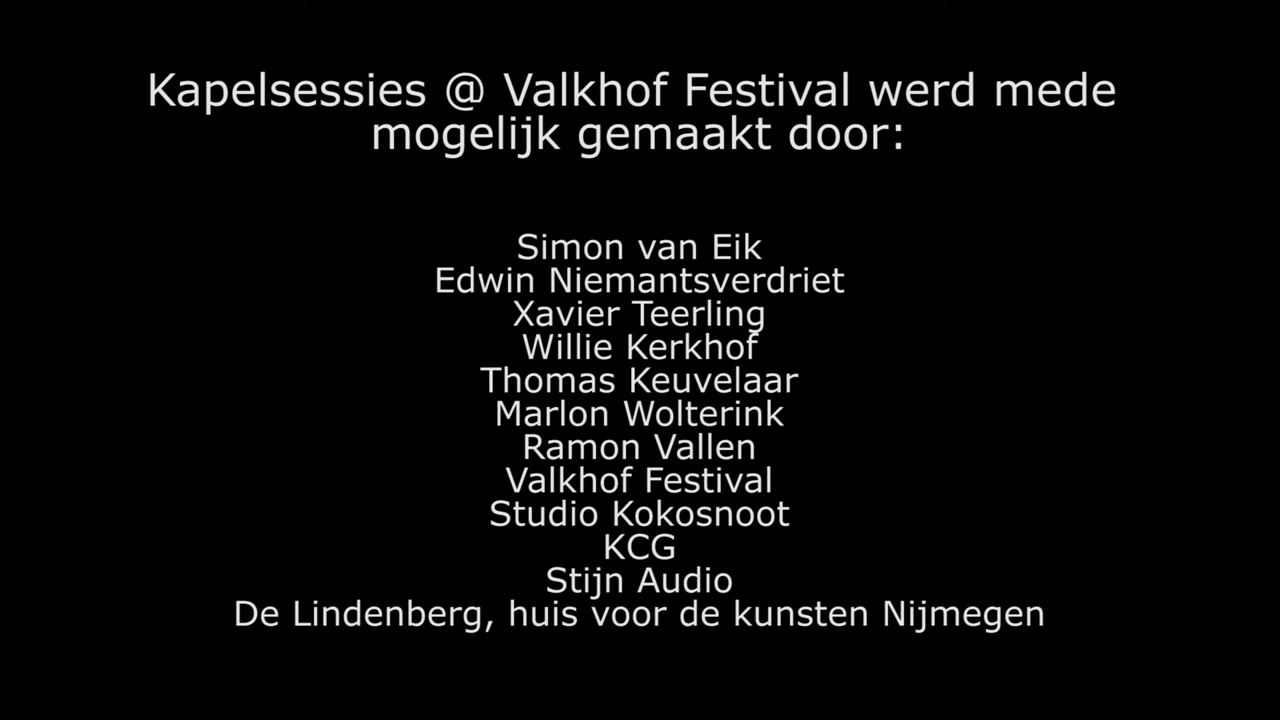 Kapelsessies @ Valkhof Festival werd mede
mogelijk gemaakt door:
Simon van Eik
Edwin Niemantsverdriet
Xavier Teerling
Willie Kerkhof
Thomas Keuvelaar
Marlon Wolterink
Ramon Vallen
Valkhof Festival
Studio Kokosnoot
KCG
Stijn Audio
De Lindenberg, huis voor de kunsten Nijmegen